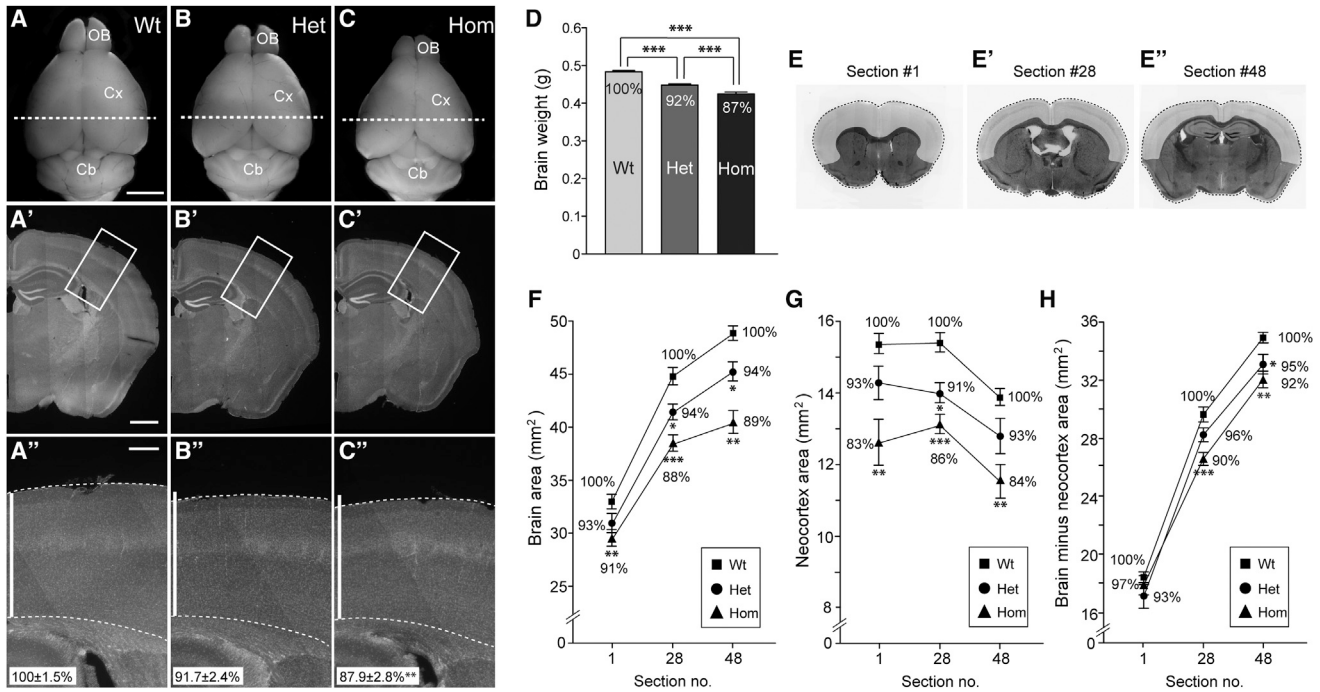 A
Wt
OB
Cx
Cb
B
Het
OB
Cx
Cb
C
Hom
OB
Cx
Cb
A'
B'
C'
A"
100±1.5%
B"
91.7±2.4%
C"
87.9±2.8%**
D
Brain weight (g)
0.6
0.5
0.4
0.3
0.2
0.1
0
***
***
***
100%
92%
87%
Wt
Het
Hom
E
Section #1
E'
Section #28
E"
Section #48
F
Brain area (mm2)
50
45
40
35
30
25
0
100%
93%
**
91%
100%
94%
*
***
88%
100%
94%
*
89%
**
Wt
Het
Hom
1 28 48
Section no.
G
Neocortex area (mm2)
16
14
12
10
8
0
100%
93%
83%
**
100%
91%
*
***
86%
100%
93%
84%
**
Wt
Het
Hom
1 28 48
Section no.
H
Brain minus neocortex area (mm2)
36
34
32
30
20
18
16
0
100%
97%
93%
100%
96%
90%
***
100%
*
95%
92%
**
Wt
Het
Hom
1 28 48
Section no.